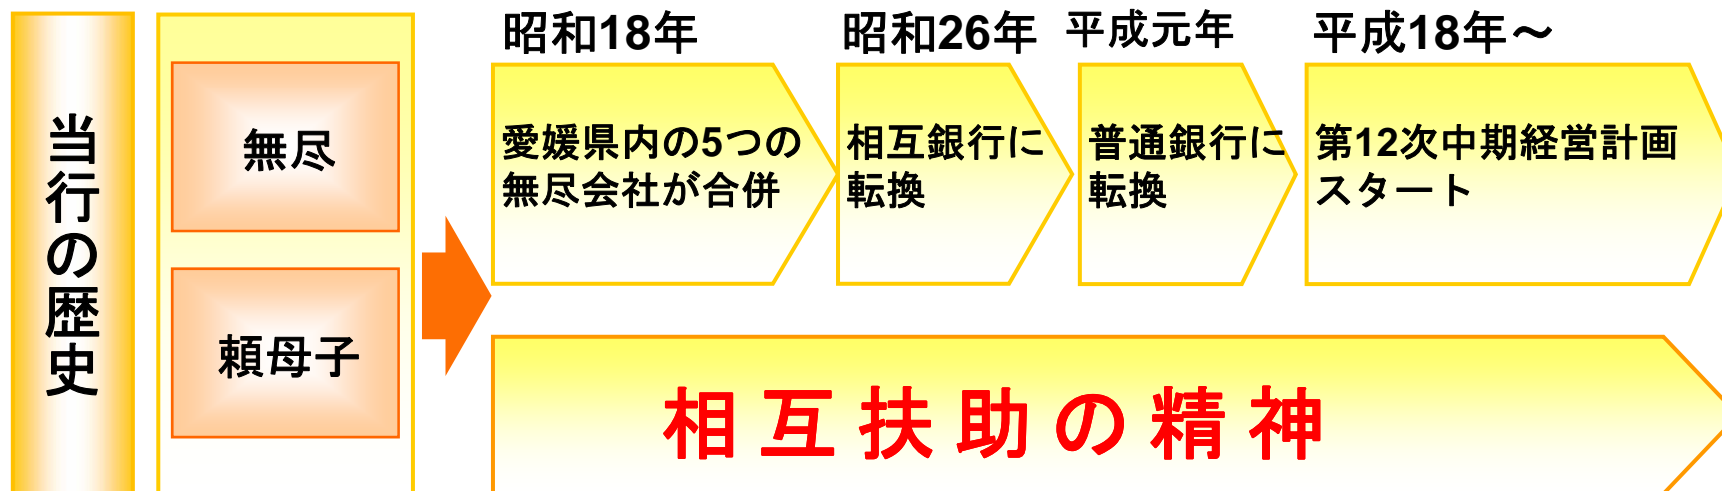 当行の歴史
無尽
頼母子
昭和18年
愛媛県内の5つの
無尽会社が合併
昭和26年
相互銀行に
転換
平成元年
普通銀行に
転換
平成18年～
第12次中期経営計画
スタート
相互扶助の精神